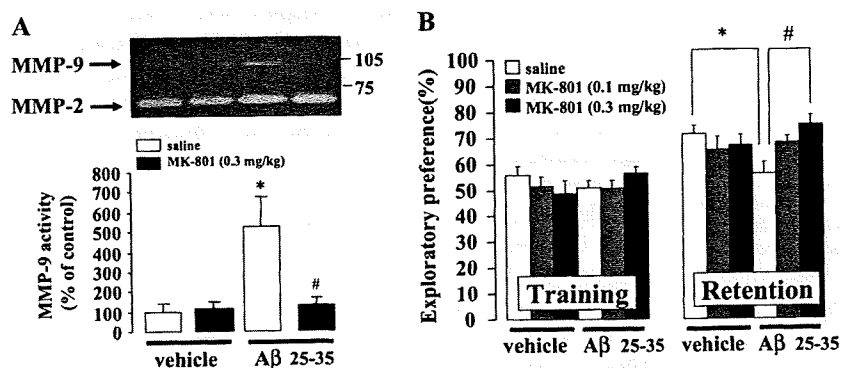 A
MMP-9
MMP-2
105
75
saline
MK-801 (0.3 mg/kg)
*
#
MMP-9 activity
(% of control)
800
700
600
500
400
300
200
100
0
vehicle
Aβ 25-35
B
*
#
saline
MK-801 (0.1 mg/kg)
MK-801 (0.3 mg/kg)
Exploratory preference(%)
100
90
80
70
60
50
40
30
20
10
0
Training
Retention
vehicle
Aβ 25-35
vehicle
Aβ 25-35